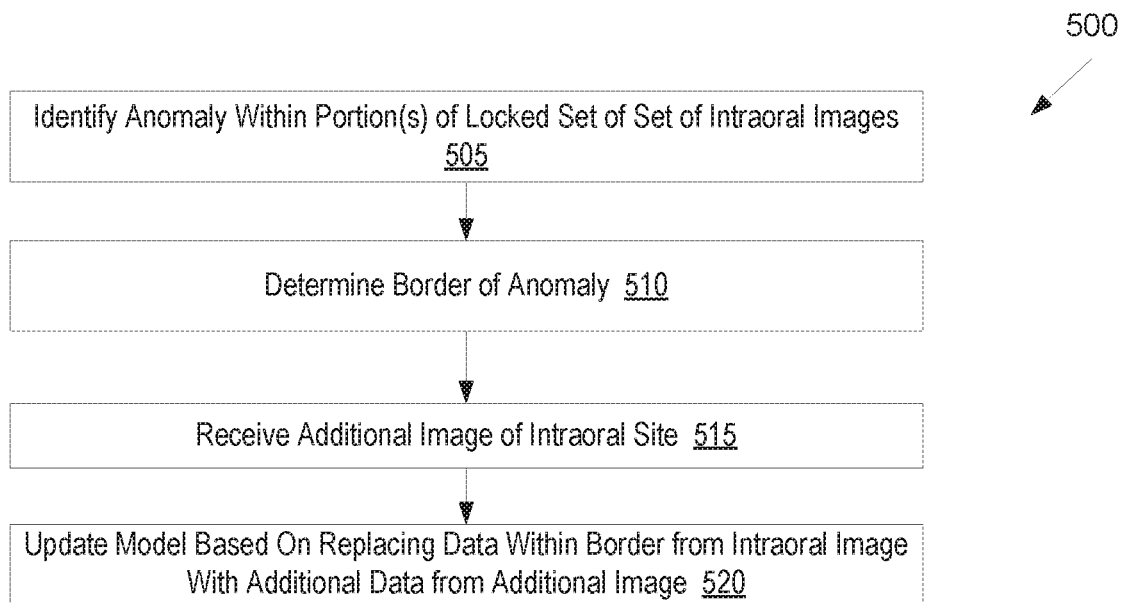 500
Identify Anomaly Within Portion(s) of Locked Set of Set of Intraoral Images
505
Determine Border of Anomaly 510
Receive Additional Image of Intraoral Site 515
Update Model Based On Replacing Data Within Border from Intraoral Image
With Additional Data from Additional Image 520